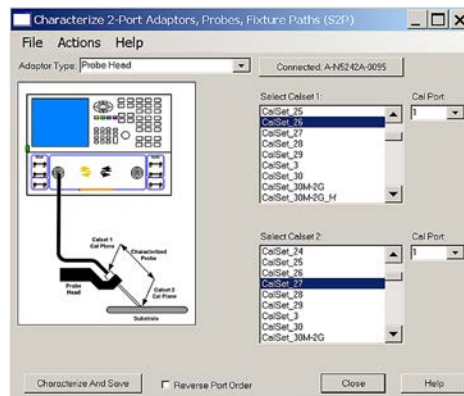 Characterize 2-Port Adaptors, Probes, Fixture Paths (S2P)
File Actions Help
Adaptor Type: Probe Head
Connected: A-N5242A-0095
Select Calset 1:
Cal Port
CalSet_25
CalSet_26
CalSet_27
CalSet_28
CalSet_29
CalSet_3
CalSet_30
CalSet_30M-2G
CalSet_30M-2G_M
1
Calset 1
Cal Plane
Characterized
Probe
Probe
Head
Calset 2
Cal Plane
Substrate
Select Calset 2:
Cal Port
CalSet_24
CalSet_25
CalSet_26
CalSet_27
CalSet_28
CalSet_29
CalSet_3
CalSet_30
CalSet_30M-2G
1
Characterize And Save
Reverse Port Order
Close
Help